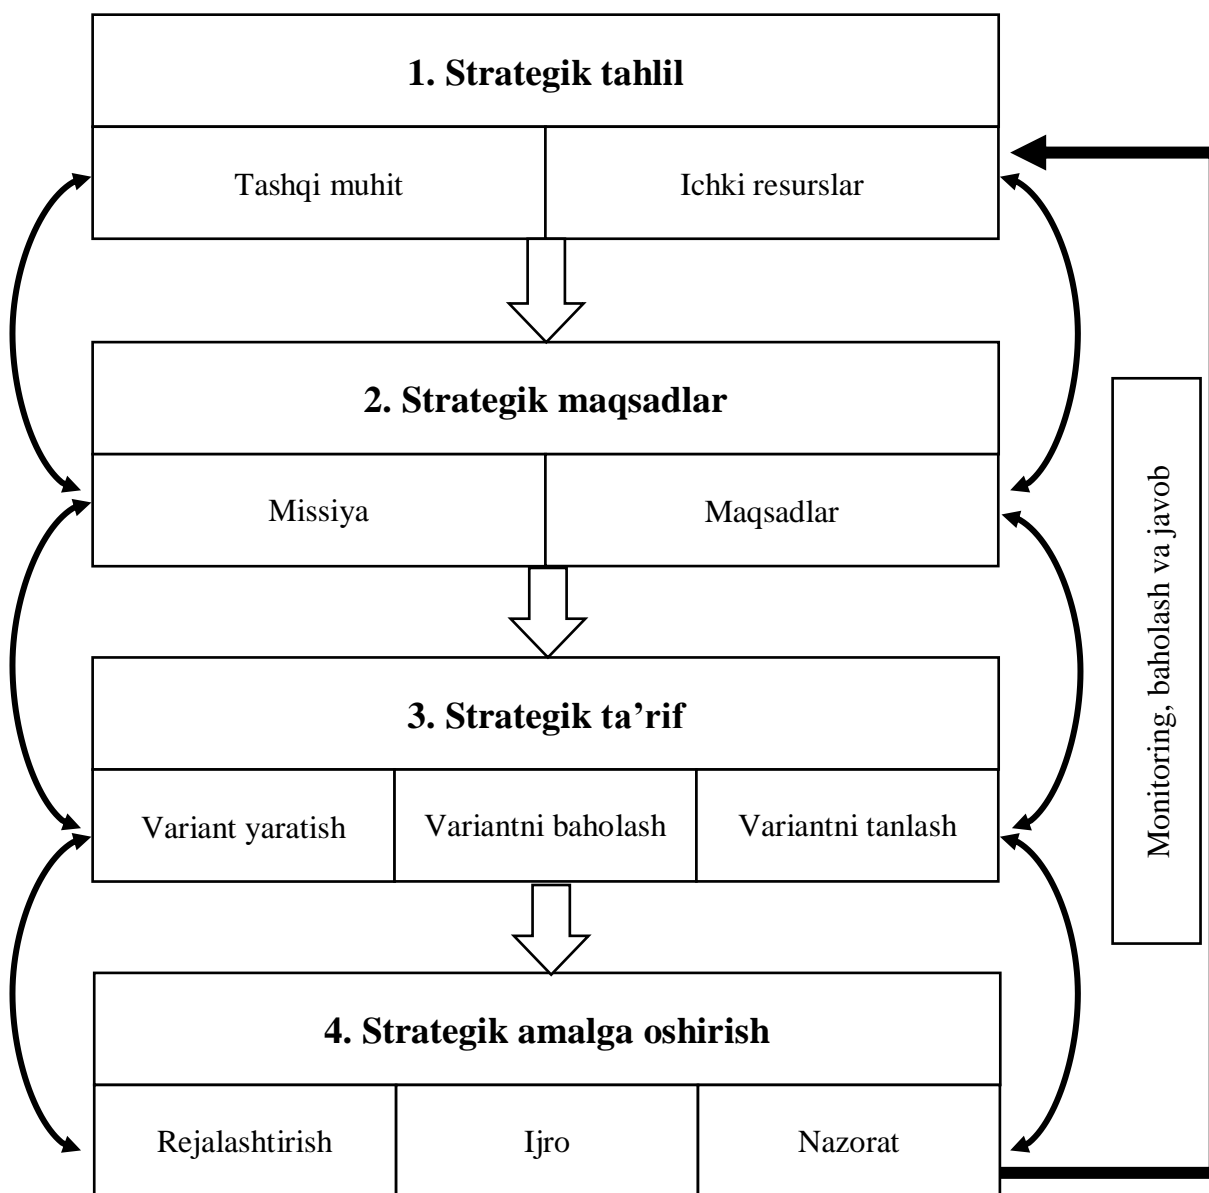 1. Strategik tahlil
Tashqi muhit
Ichki resurslar
2. Strategik maqsadlar
Missiya
Maqsadlar
3. Strategik ta’rif
Variant yaratish
Variantni baholash
Variantni tanlash
4. Strategik amalga oshirish
Rejalashtirish
Ijro
Nazorat
Monitoring, baholash va javob